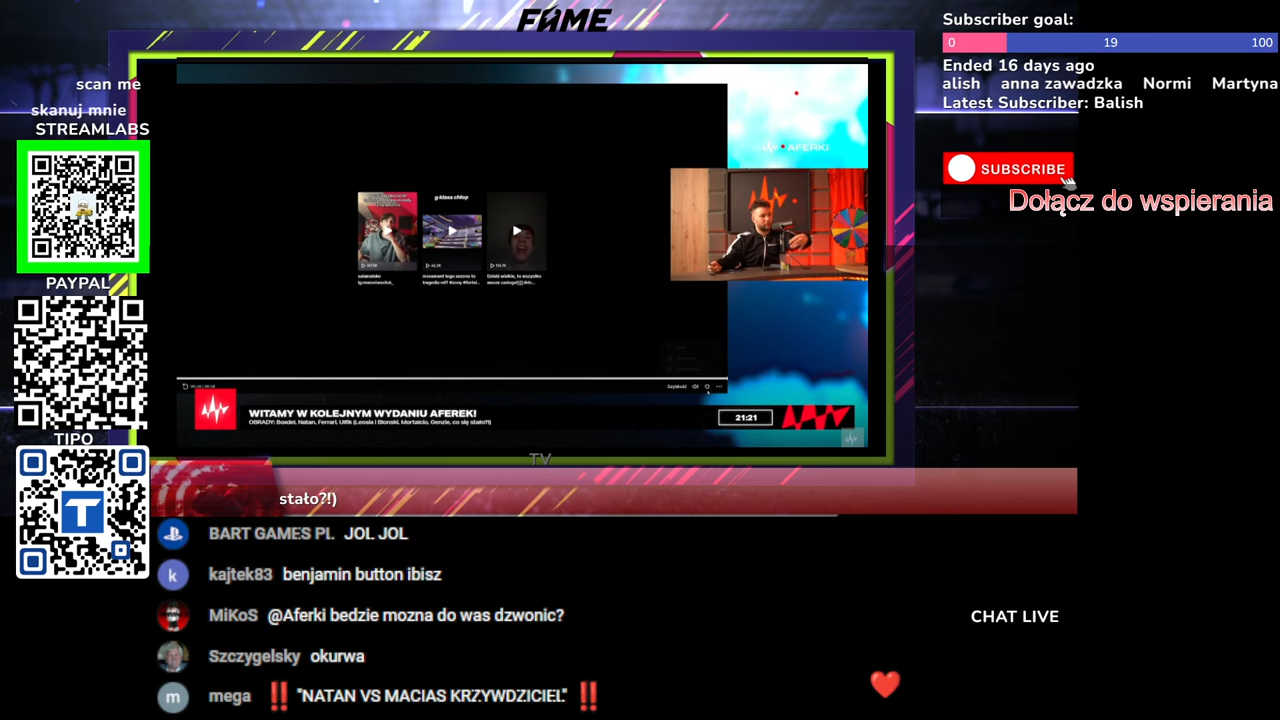 FAME
Subscriber goal:
0 19 100
Ended 16 days ago
alish anna zawadzka Normi Martyna
Latest Subscriber: Balish
SUBSCRIBE
Dołącz do wspierania
scan me
skanuj mnie
STREAMLABS
PAYPAL
TIPO
T
AFERKI
g-klasa chłop
WITAMY W KOLEJNYM WYDANIU AFEREK!
OBRADY: Boxdel, Natan, Ferrari, Ulfik (Leosia i Blonski, Mortalcio, Genzie, co się stało?!)
21:21
TV
stało?!)
BART GAMES PL JOL JOL
kajtek83 benjamin button ibisz
MiKoS @Aferki bedzie mozna do was dzwonic?
Szczygelsky okurwa
m mega ‼️ "NATAN VS MACIAS KRZYWDZICIEL" ‼️
CHAT LIVE